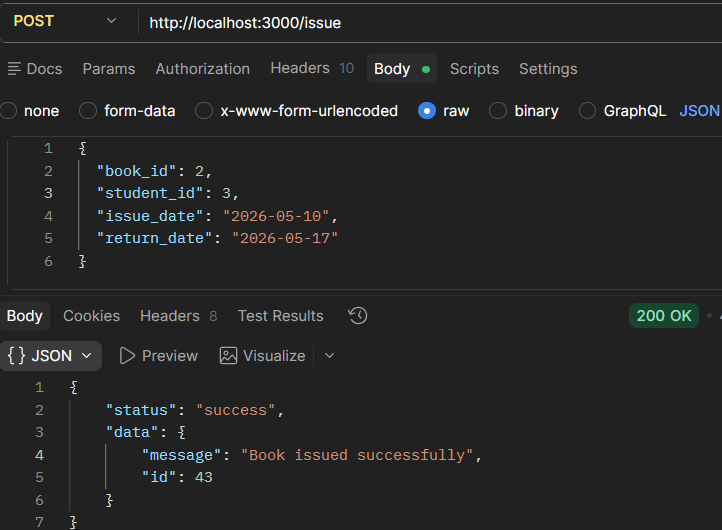 POST http://localhost:3000/issue
Docs Params Authorization Headers 10 Body Scripts Settings
none form-data x-www-form-urlencoded raw binary GraphQL JSON
1 {
2 "book_id": 2,
3 "student_id": 3,
4 "issue_date": "2026-05-10",
5 "return_date": "2026-05-17"
6 }
Body Cookies Headers 8 Test Results 200 OK
{} JSON Preview Visualize
1 {
2 "status": "success",
3 "data": {
4 "message": "Book issued successfully",
5 "id": 43
6 }
7 }